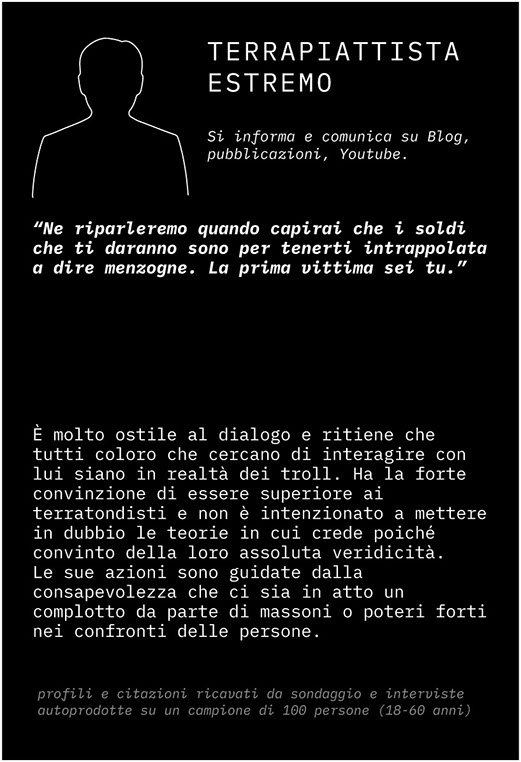 TERRAPIATTISTA
ESTREMO
Si informa e comunica su Blog,
pubblicazioni, Youtube.
“Ne riparleremo quando capirai che i soldi
che ti daranno sono per tenerti intrappolata
a dire menzogne. La prima vittima sei tu.”
È molto ostile al dialogo e ritiene che
tutti coloro che cercano di interagire con
lui siano in realtà dei troll. Ha la forte
convinzione di essere superiore ai
terratondisti e non è intenzionato a mettere
in dubbio le teorie in cui crede poiché
convinto della loro assoluta veridicità.
Le sue azioni sono guidate dalla
consapevolezza che ci sia in atto un
complotto da parte di massoni o poteri forti
nei confronti delle persone.
profili e citazioni ricavati da sondaggio e interviste
autoprodotte su un campione di 100 persone (18-60 anni)